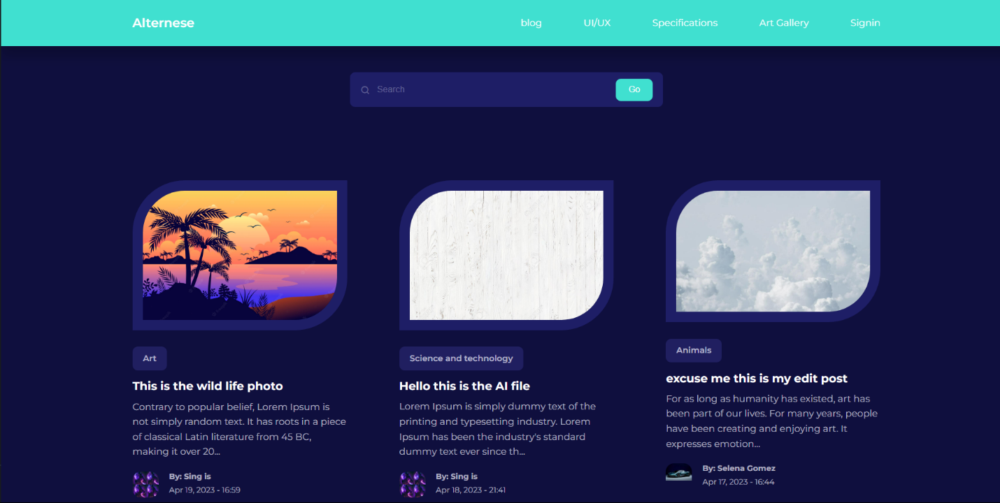 Alternese
blog
UI/UX
Specifications
Art Gallery
Signin
Search
Go
Art
This is the wild life photo
Contrary to popular belief, Lorem Ipsum is
not simply random text. It has roots in a piece
of classical Latin literature from 45 BC,
making it over 20...
By: Sing is
Apr 19, 2023 - 16:59
Science and technology
Hello this is the AI file
Lorem Ipsum is simply dummy text of the
printing and typesetting industry. Lorem
Ipsum has been the industry's standard
dummy text ever since th...
By: Sing is
Apr 18, 2023 - 21:41
Animals
excuse me this is my edit post
For as long as humanity has existed, art has
been part of our lives. For many years, people
have been creating and enjoying art. It
expresses emotion...
By: Selena Gomez
Apr 17, 2023 - 16:44